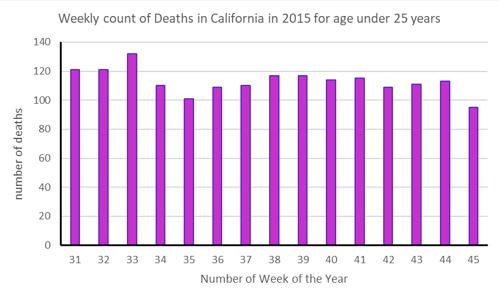 Weekly count of Deaths in California in 2015 for age under 25 years
number of deaths
140
120
100
80
60
40
20
0
31 32 33 34 35 36 37 38 39 40 41 42 43 44 45
Number of Week of the Year